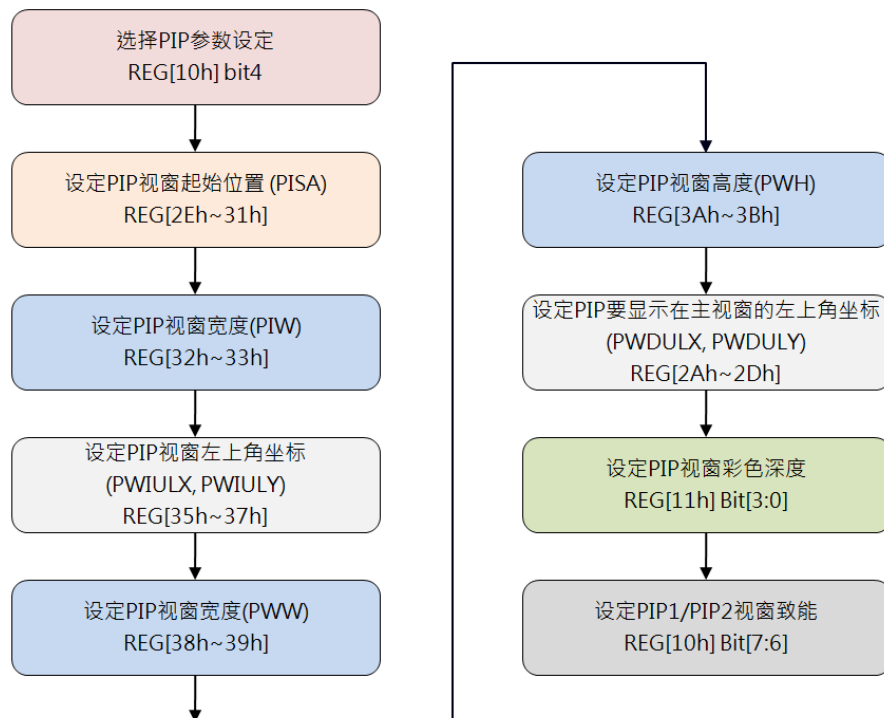 选择PIP参数设定
REG[10h] bit4
设定PIP视窗起始位置 (PISA)
REG[2Eh~31h]
设定PIP视窗宽度(PIW)
REG[32h~33h]
设定PIP视窗左上角坐标
(PWIULX, PWIULY)
REG[35h~37h]
设定PIP视窗宽度(PWW)
REG[38h~39h]
设定PIP视窗高度(PWH)
REG[3Ah~3Bh]
设定PIP要显示在主视窗的左上角坐标
(PWDULX, PWDULY)
REG[2Ah~2Dh]
设定PIP视窗彩色深度
REG[11h] Bit[3:0]
设定PIP1/PIP2视窗致能
REG[10h] Bit[7:6]